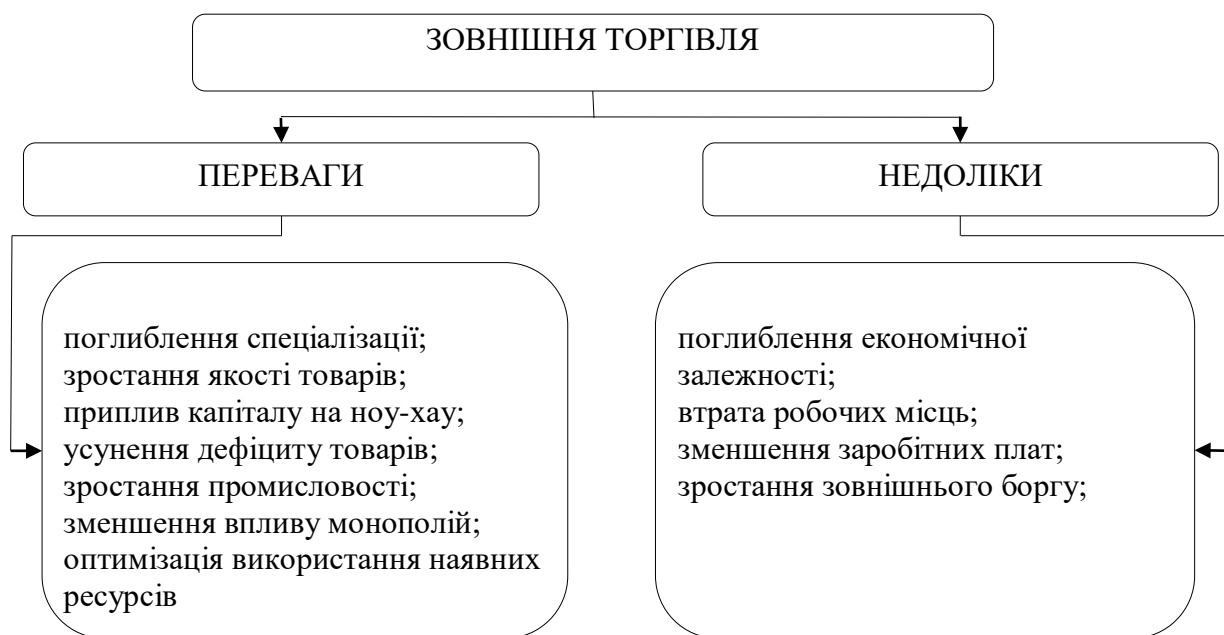 ЗОВНІШНЯ ТОРГІВЛЯ
ПЕРЕВАГИ
НЕДОЛІКИ
поглиблення спеціалізації;
зростання якості товарів;
приплив капіталу на ноу-хау;
усунення дефіциту товарів;
зростання промисловості;
зменшення впливу монополій;
оптимізація використання наявних
ресурсів
поглиблення економічної
залежності;
втрата робочих місць;
зменшення заробітних плат;
зростання зовнішнього боргу;